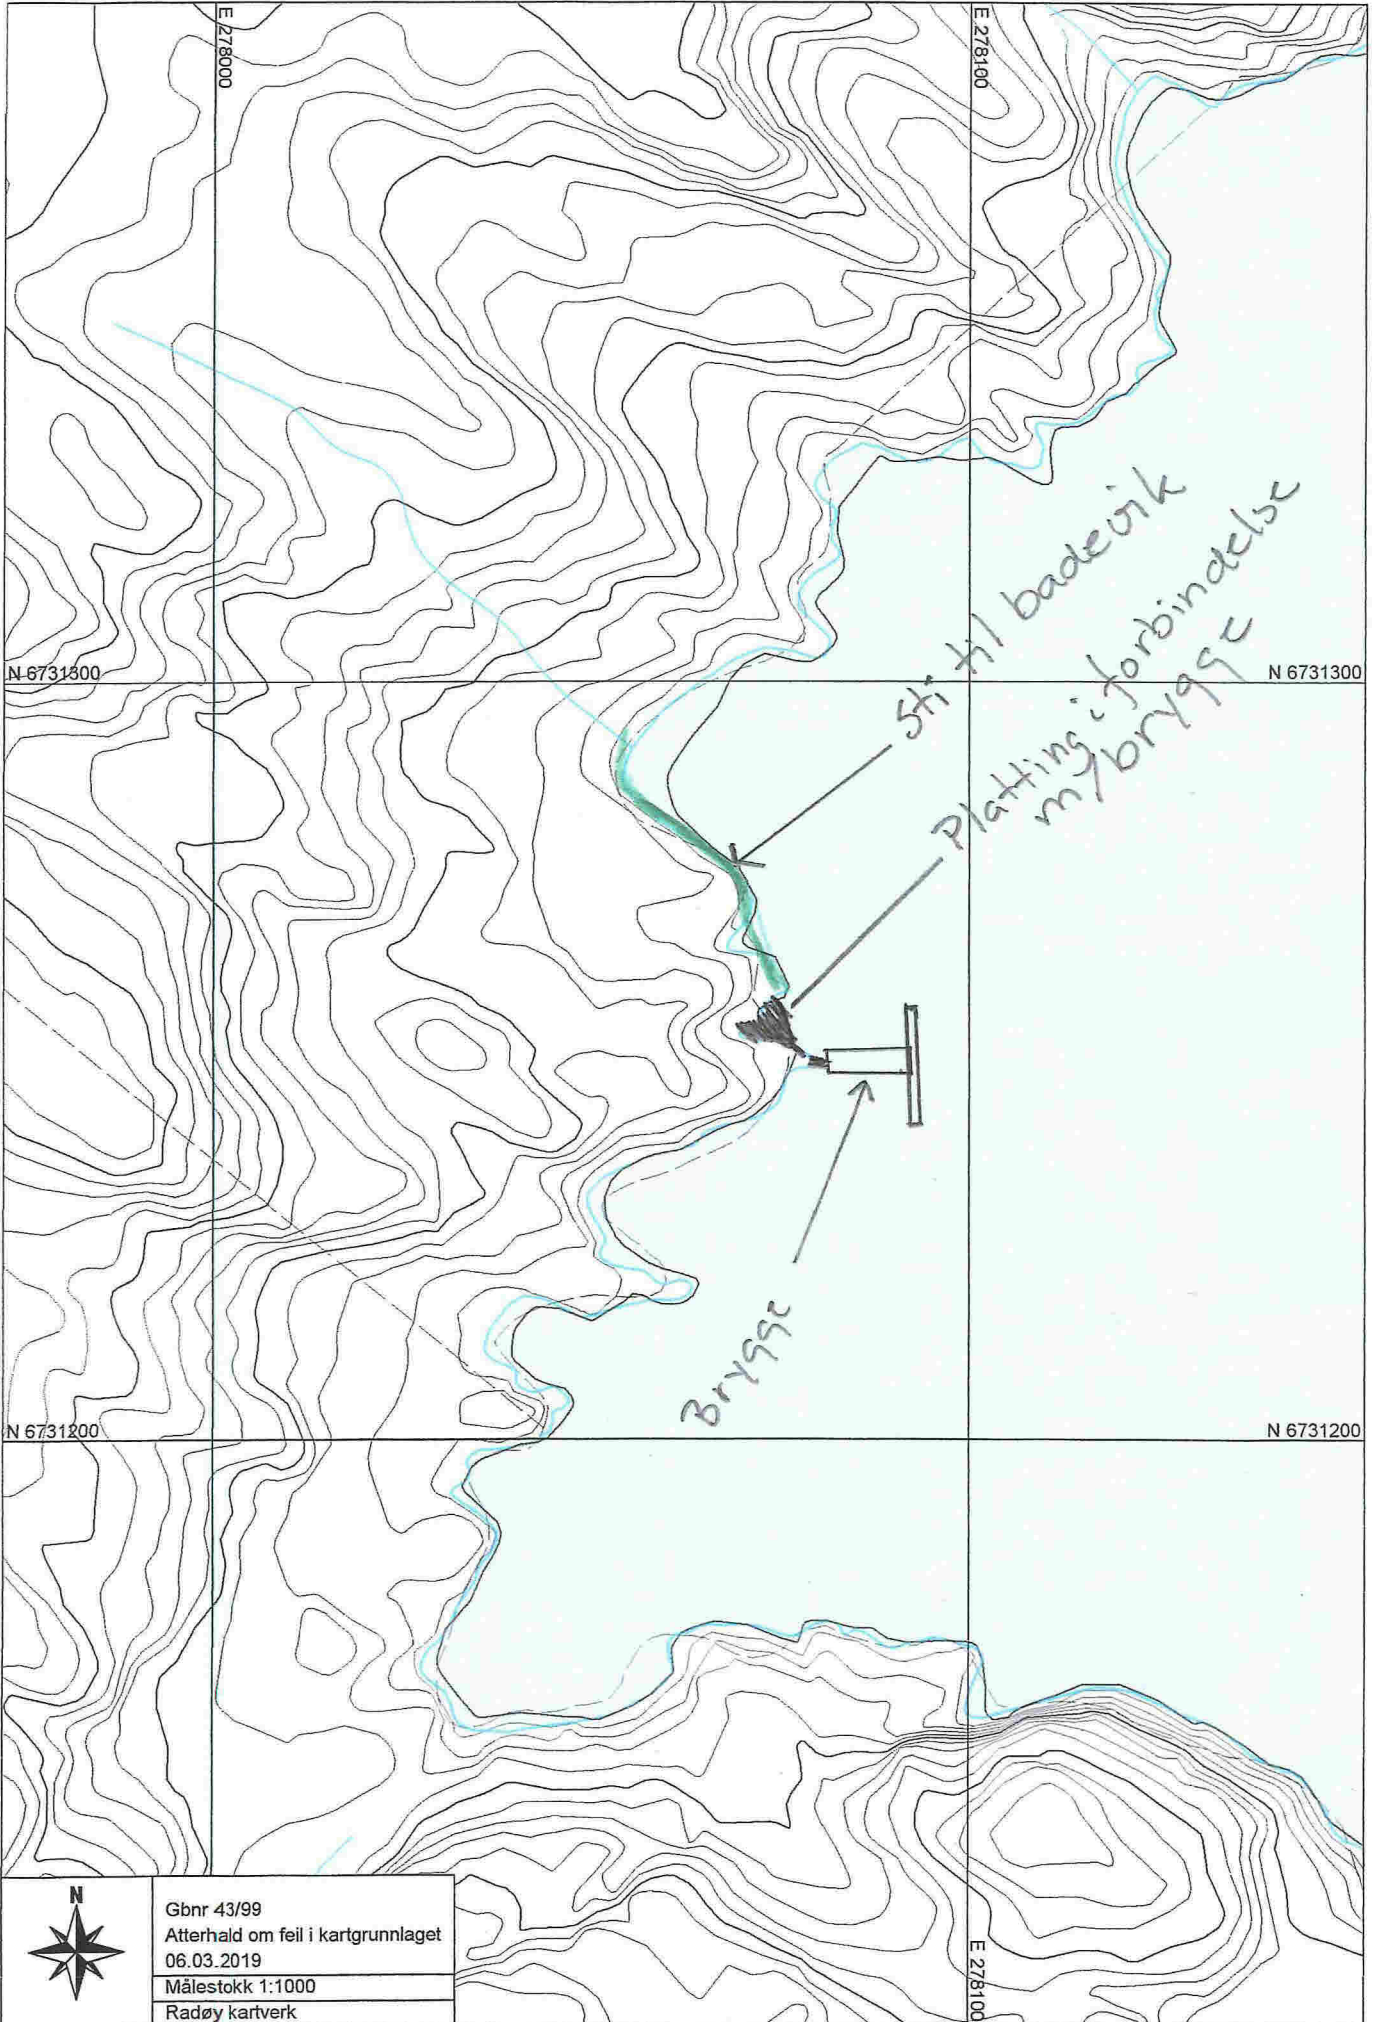 E 278000
E 278100
Sti til badevik
Platting i forbindelse
m/brygge
N 6731300
N 6731300
Brygge
N 6731200
N 6731200
E 278100
N
Gbnr 43/99
Atterhald om feil i kartgrunnlaget
06.03.2019
Målestokk 1:1000
Radøy kartverk